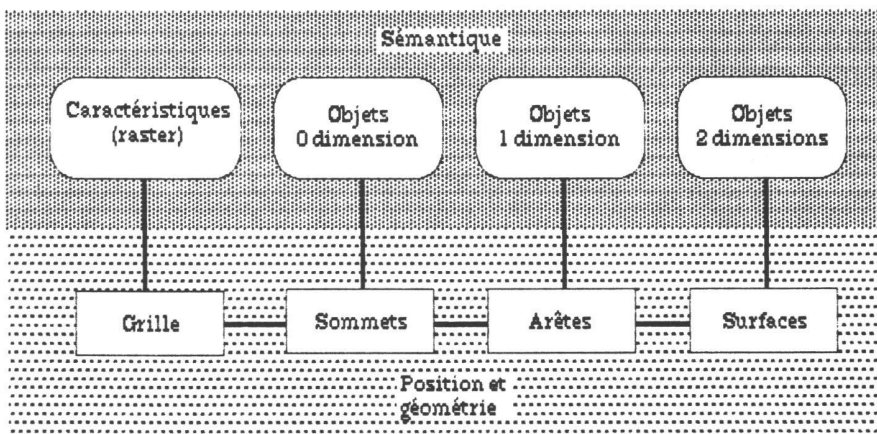 Sémantique
Caractéristiques
(raster)
Objets
0 dimension
Objets
1 dimension
Objets
2 dimensions
Grille
Sommets
Arêtes
Surfaces
Position et
géométrie